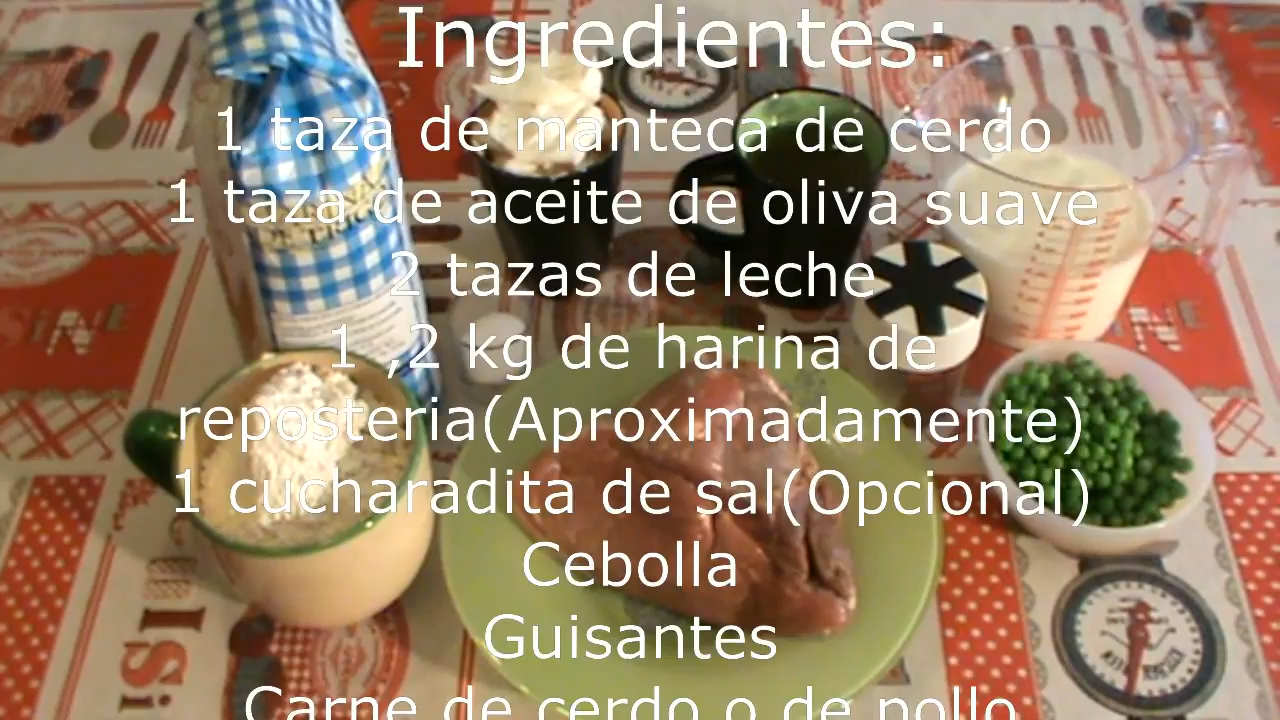 Ingredientes:
1 taza de manteca de cerdo
1 taza de aceite de oliva suave
2 tazas de leche
1 ,2 kg de harina de
reposteria(Aproximadamente)
1 cucharadita de sal(Opcional)
Cebolla
Guisantes
Carne de cerdo o de pollo